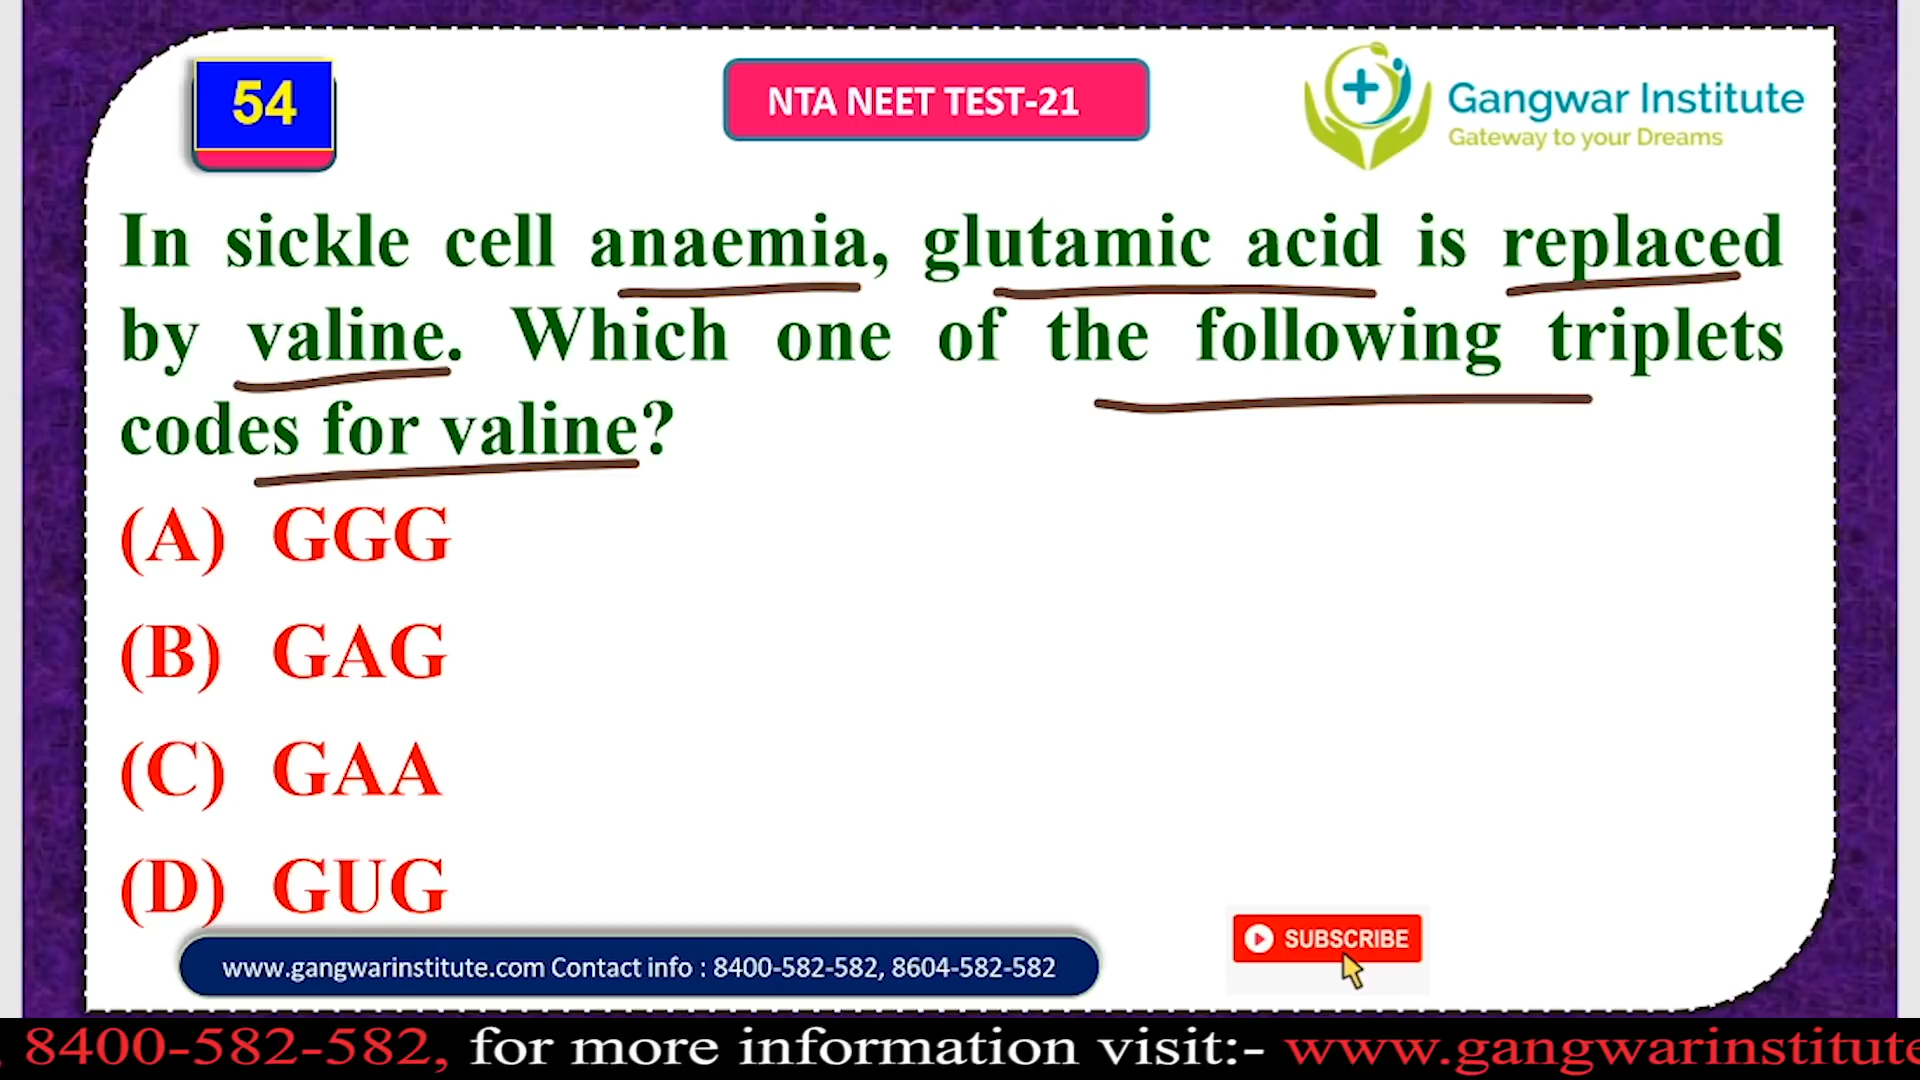 54
NTA NEET TEST-21
Gangwar Institute
Gateway to your Dreams
In sickle cell anaemia, glutamic acid is replaced
by valine. Which one of the following triplets
codes for valine?
(A) GGG
(B) GAG
(C) GAA
(D) GUG
www.gangwarinstitute.com Contact info : 8400-582-582, 8604-582-582
SUBSCRIBE
, 8400-582-582, for more information visit:- www.gangwarinstitute